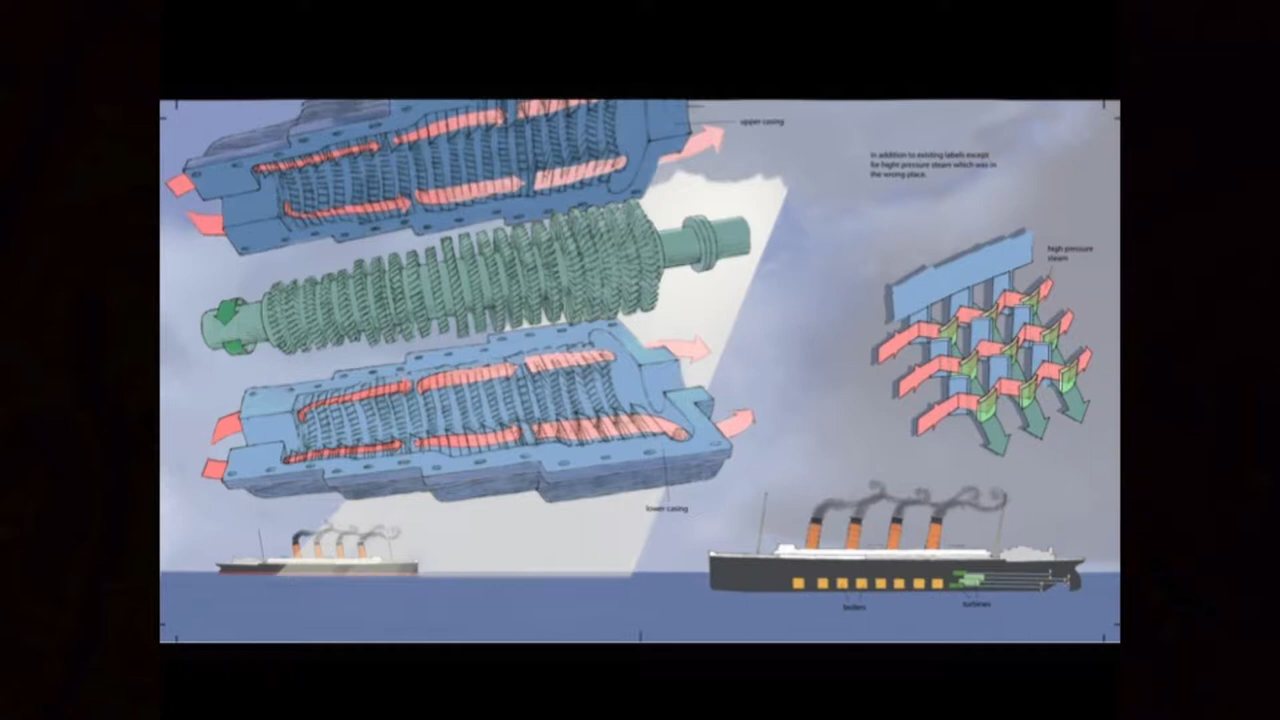 upper casing
In addition to existing labels except
for hight pressure steam which was in
the wrong place.
high pressure
steam
lower casing
boilers
turbines